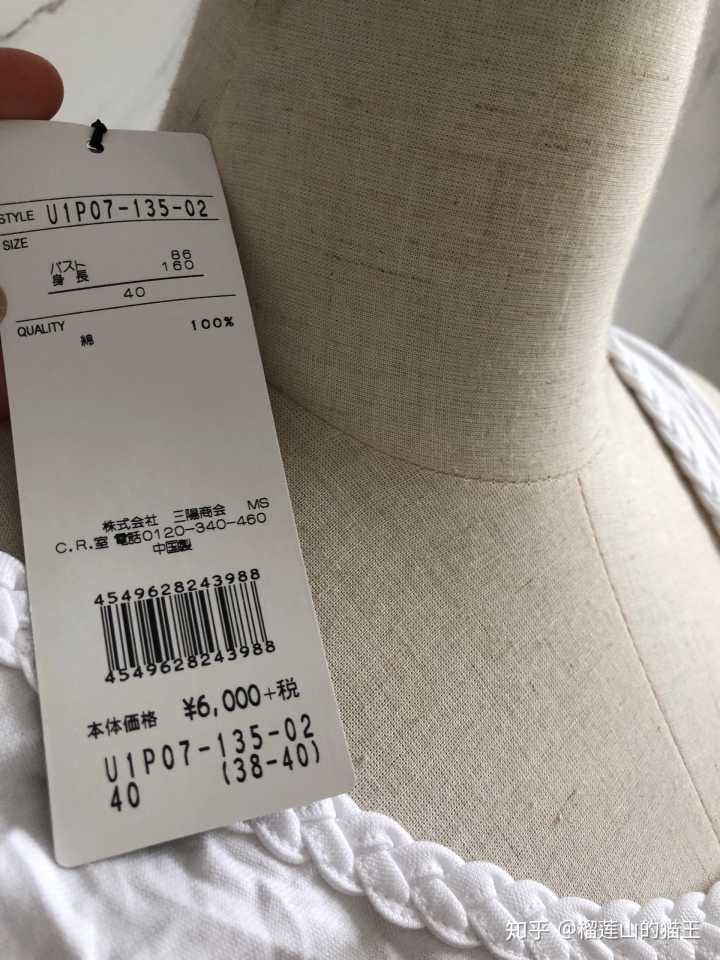 STYLE U1P07-135-02
SIZE
バスト 86
身長 160
40
QUALITY
綿 100%
株式会社 三陽商会 MS
C.R.室 電話0120-340-460
中国製
4549628243988
4549628243988
本体価格 ¥6,000+税
U1P07-135-02
40 (38-40)
知乎 @榴莲山的猫王